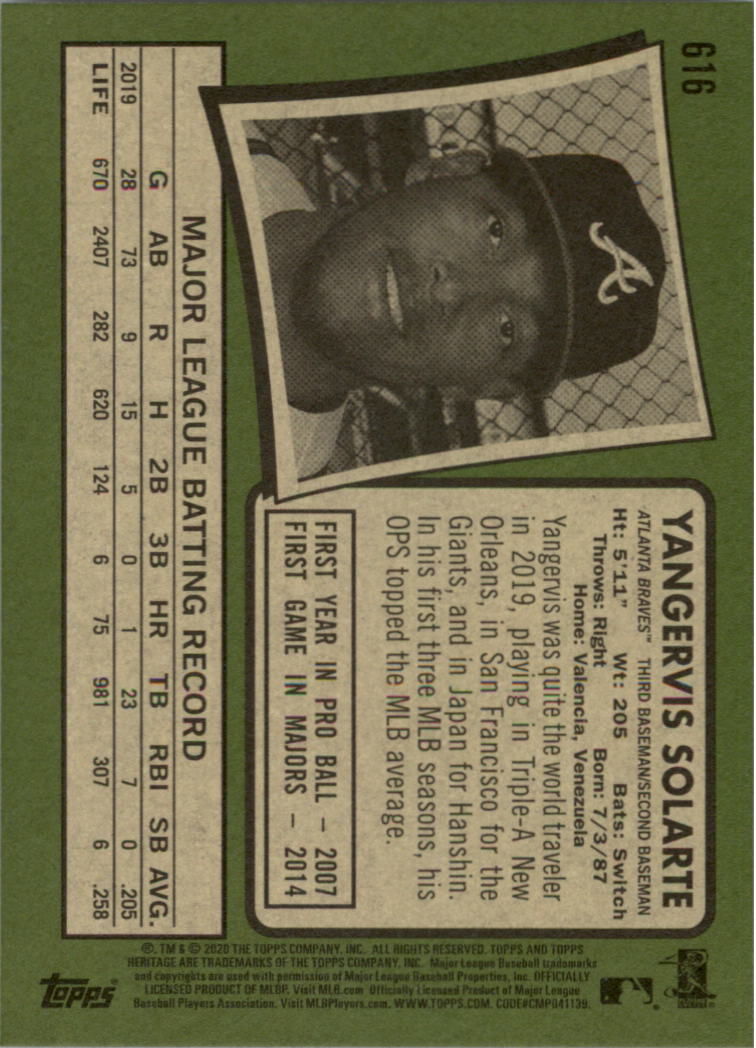 616
YANGERVIS SOLARTE
ATLANTA BRAVES™ THIRD BASEMAN/SECOND BASEMAN
Ht: 5'11" Wt: 205 Bats: Switch
Throws: Right Born: 7/3/87
Home: Valencia, Venezuela
Yangervis was quite the world traveler
in 2019, playing in Triple-A New
Orleans, in San Francisco for the
Giants, and in Japan for Hanshin.
In his first three MLB seasons, his
OPS topped the MLB average.
FIRST YEAR IN PRO BALL – 2007
FIRST GAME IN MAJORS – 2014
A
MAJOR LEAGUE BATTING RECORD
G AB R H 2B 3B HR TB RBI SB AVG.
2019 28 73 9 15 5 0 1 23 7 0 .205
LIFE 670 2407 282 620 124 6 75 981 307 6 .258
®, TM & © 2020 THE TOPPS COMPANY, INC. ALL RIGHTS RESERVED. TOPPS AND TOPPS
HERITAGE ARE TRADEMARKS OF THE TOPPS COMPANY, INC. Major League Baseball trademarks
and copyrights are used with permission of Major League Baseball Properties, Inc. OFFICIALLY
LICENSED PRODUCT OF MLBP. Visit MLB.com Officially Licensed Product of Major League
Baseball Players Association. Visit MLBPlayers.com. WWW.TOPPS.COM. CODE#CMP041139.
topps